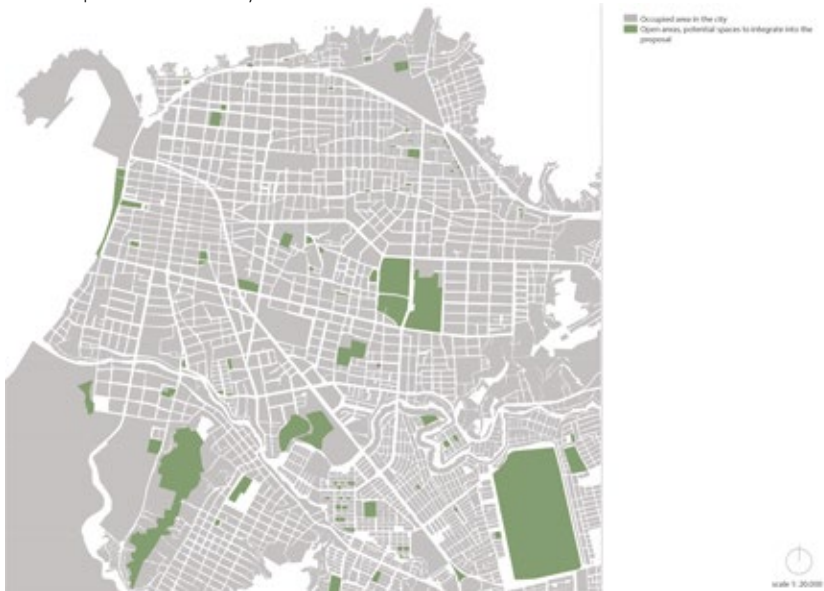 Occupied area in the city
Open areas, potential spaces to integrate into the
proposal
scale 1: 20.000